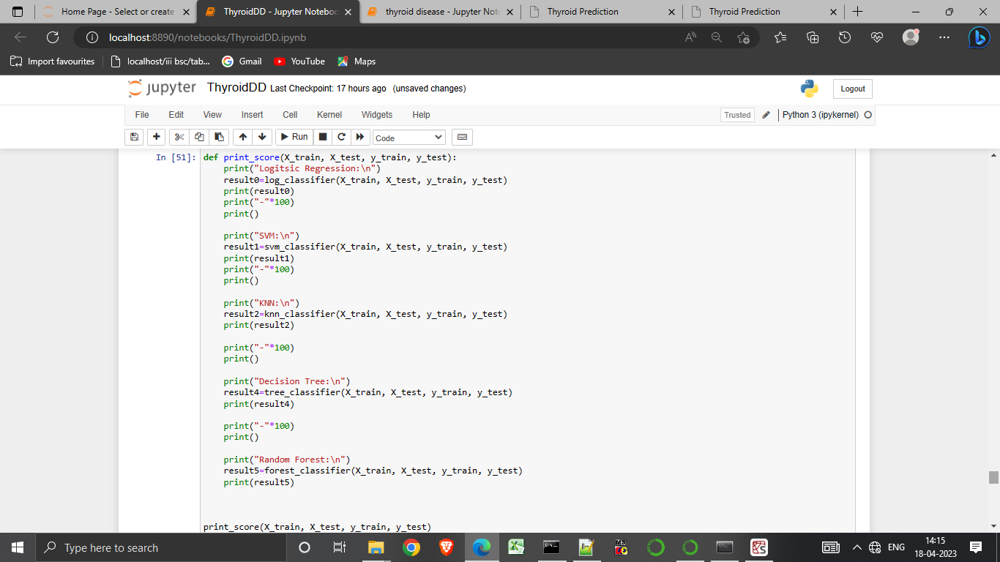 Home Page - Select or create
ThyroidDD - Jupyter Noteboo
thyroid disease - Jupyter Note
Thyroid Prediction
Thyroid Prediction
localhost:8890/notebooks/ThyroidDD.ipynb
Import favourites
localhost/iii bsc/tab...
Gmail
YouTube
Maps
jupyter
ThyroidDD Last Checkpoint: 17 hours ago (unsaved changes)
Logout
File Edit View Insert Cell Kernel Widgets Help
Trusted
Python 3 (ipykernel)
Run
Code
In [51]: def print_score(X_train, X_test, y_train, y_test):
print("Logitsic Regression:\n")
result0=log_classifier(X_train, X_test, y_train, y_test)
print(result0)
print("-"*100)
print()
print("SVM:\n")
result1=svm_classifier(X_train, X_test, y_train, y_test)
print(result1)
print("-"*100)
print()
print("KNN:\n")
result2=knn_classifier(X_train, X_test, y_train, y_test)
print(result2)
print("-"*100)
print()
print("Decision Tree:\n")
result4=tree_classifier(X_train, X_test, y_train, y_test)
print(result4)
print("-"*100)
print()
print("Random Forest:\n")
result5=forest_classifier(X_train, X_test, y_train, y_test)
print(result5)
print_score(X_train, X_test, y_train, y_test)
Type here to search
ENG
14:15
18-04-2023